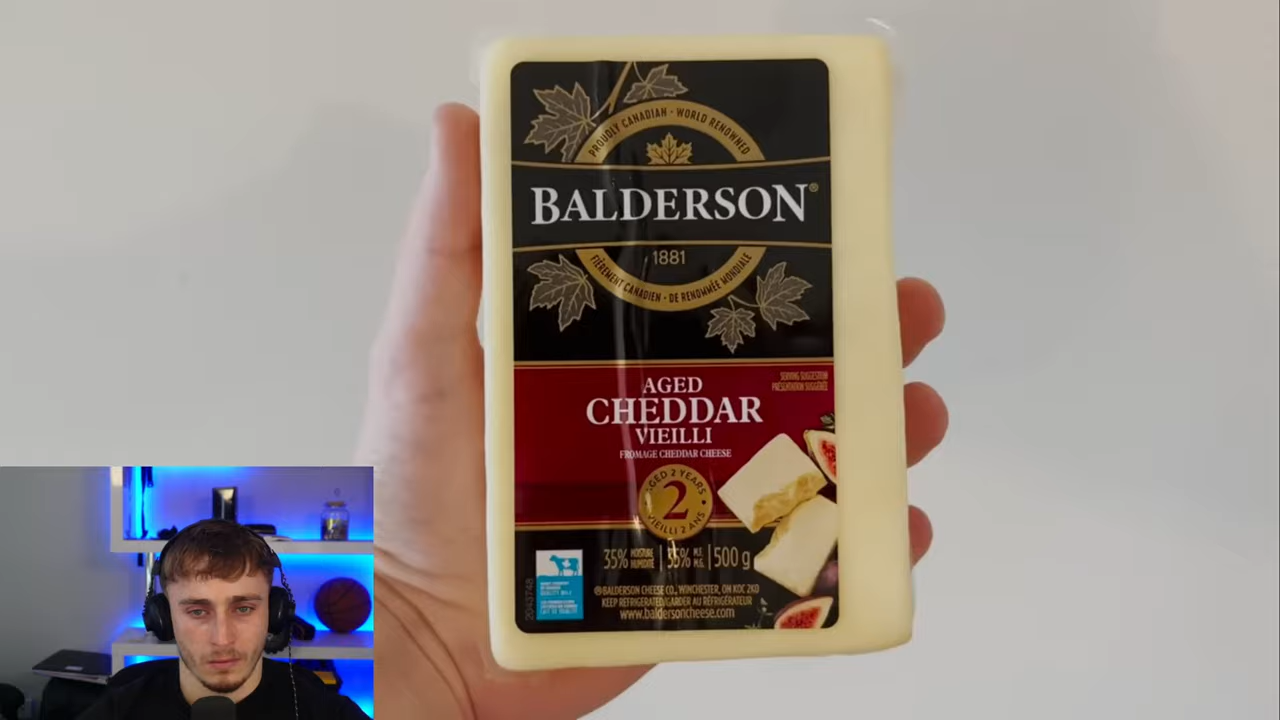 PROUDLY CANADIAN • WORLD RENOWNED
BALDERSON®
1881
FIÈREMENT CANADIEN • DE RENOMMÉE MONDIALE
SERVING SUGGESTION
PRÉSENTATION SUGGÉRÉE
AGED
CHEDDAR
VIEILLI
FROMAGE CHEDDAR CHEESE
AGED 2 YEARS
2
VIEILLI 2 ANS
35% MOISTURE HUMIDITÉ | 35% M.F. M.G. | 500 g
®BALDERSON CHEESE CO., WINCHESTER, ON K0C 2K0
KEEP REFRIGERATED/GARDER AU RÉFRIGÉRATEUR
www.baldersoncheese.com